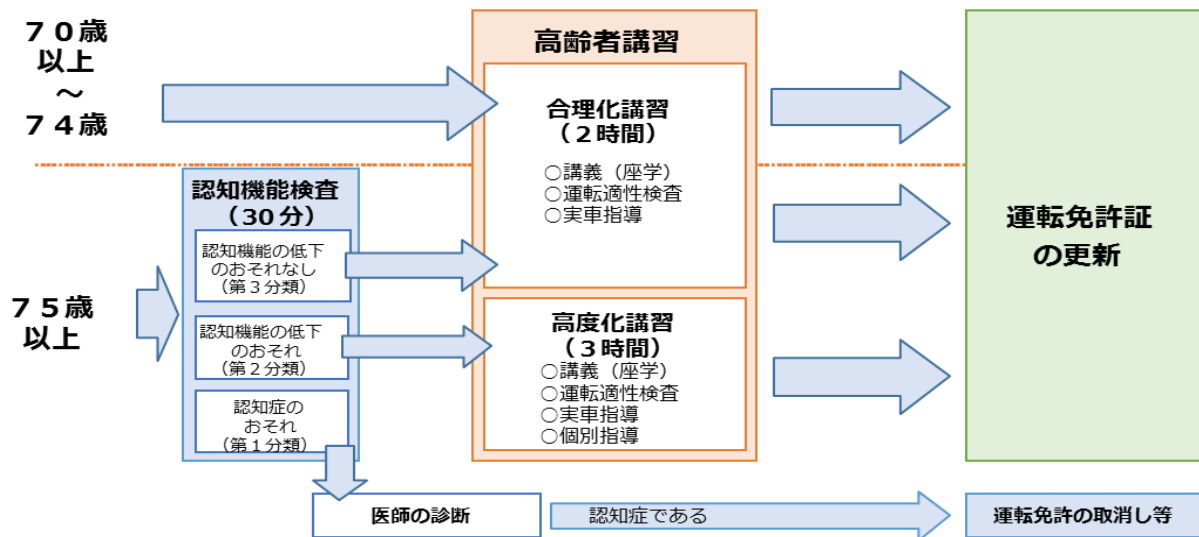 ７０歳
以上
～
７４歳
高齢者講習
合理化講習
（２時間）
○講義（座学）
○運転適性検査
○実車指導
認知機能検査
（30分）
認知機能の低下
のおそれなし
（第３分類）
７５歳
以上
認知機能の低下
のおそれ
（第２分類）
認知症の
おそれ
（第１分類）
高度化講習
（３時間）
○講義（座学）
○運転適性検査
○実車指導
○個別指導
運転免許証
の更新
医師の診断
認知症である
運転免許の取消し等